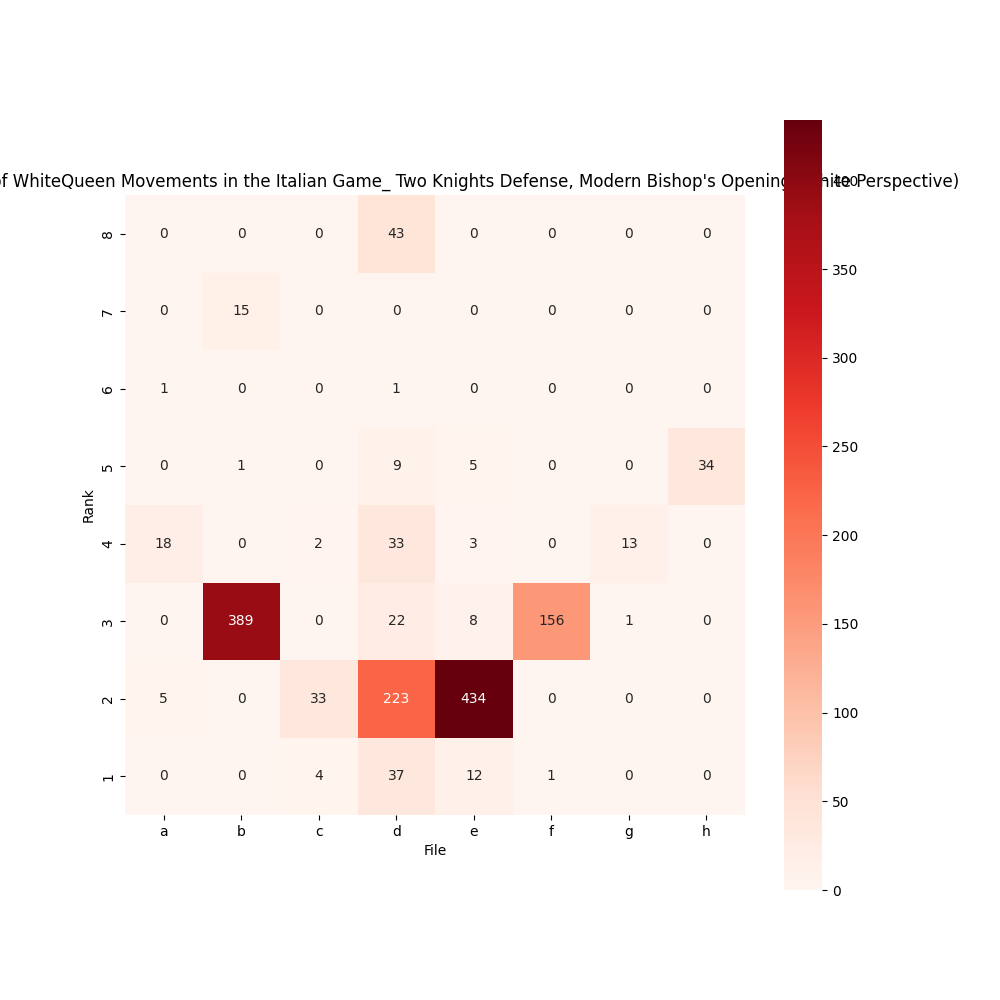 of WhiteQueen Movements in the Italian Game_ Two Knights Defense, Modern Bishop's Opening Perspective)
8 0 0 0 43 0 0 0 0
7 0 15 0 0 0 0 0 0
6 1 0 0 1 0 0 0 0
5 0 1 0 9 5 0 0 34
4 18 0 2 33 3 0 13 0
3 0 389 0 22 8 156 1 0
2 5 0 33 223 434 0 0 0
1 0 0 4 37 12 1 0 0
a b c d e f g h
Rank
File
400
350
300
250
200
150
100
50
0